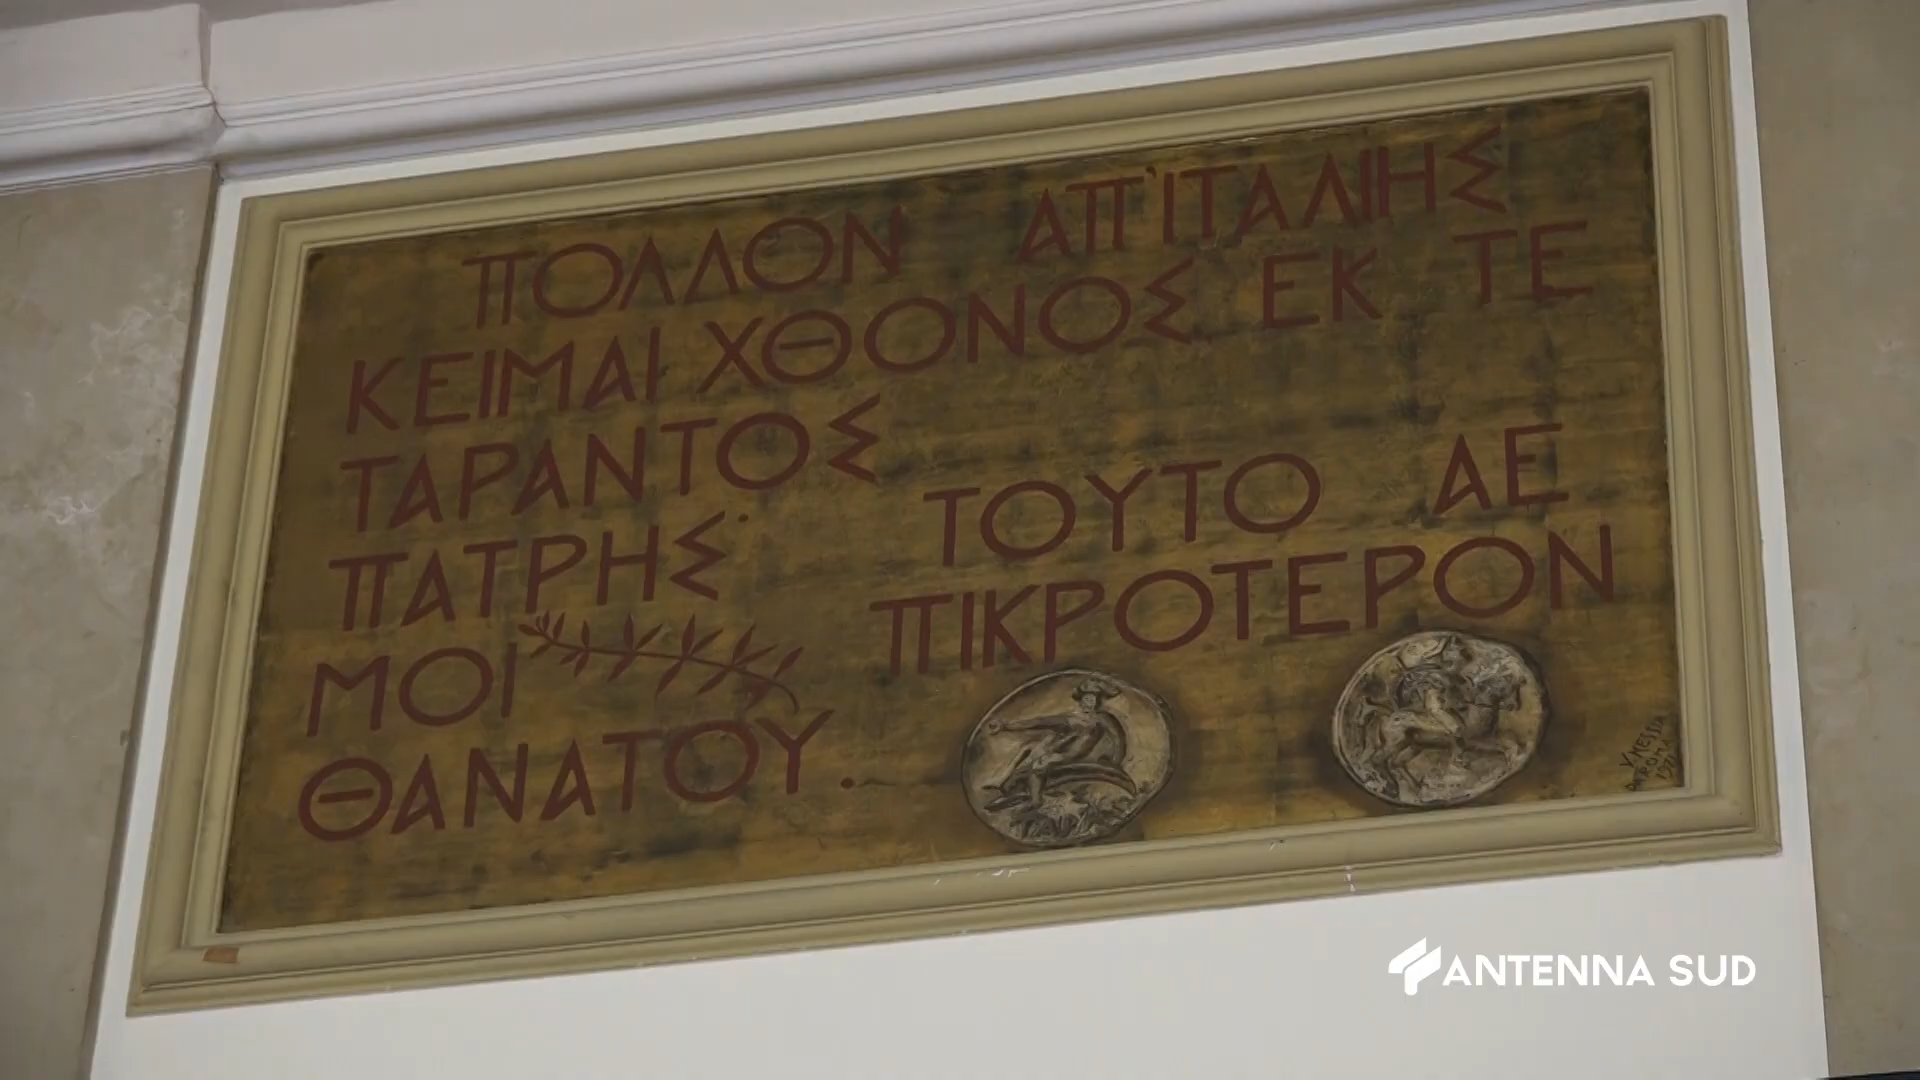 ΠΟΛΛΟΝ ΑΠ'ΙΤΑΛΙΗΣ
ΚΕΙΜΑΙ ΧΘΟΝΟΣ ΕΚ ΤΕ
ΤΑΡΑΝΤΟΣ
ΠΑΤΡΗΣ· ΤΟΥΤΟ ΔΕ
ΜΟΙ ΠΙΚΡΟΤΕΡΟΝ
ΘΑΝΑΤΟΥ.
ANTENNA SUD